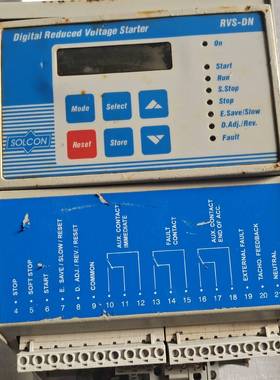 Digital Reduced Voltage Starter RVS-DN
On
Start
Run
S.Stop
Stop
E.Save/Slow
D.Adj./Rev.
Fault
Mode Select
Reset Store
SOLCON
AUX. CONTACT
IMMEDIATE
FAULT
CONTACT
AUX. CONTACT
END OF ACC.
4 - STOP
5 - SOFT STOP
6 - START
7 - E. SAVE / SLOW / RESET
8 - D. ADJ. / REV. / RESET
9 - COMMON
10
11
12
13
14
15
16
17
18
19 - EXTERNAL FAULT
20 - TACHO. FEEDBACK
NEUTRAL